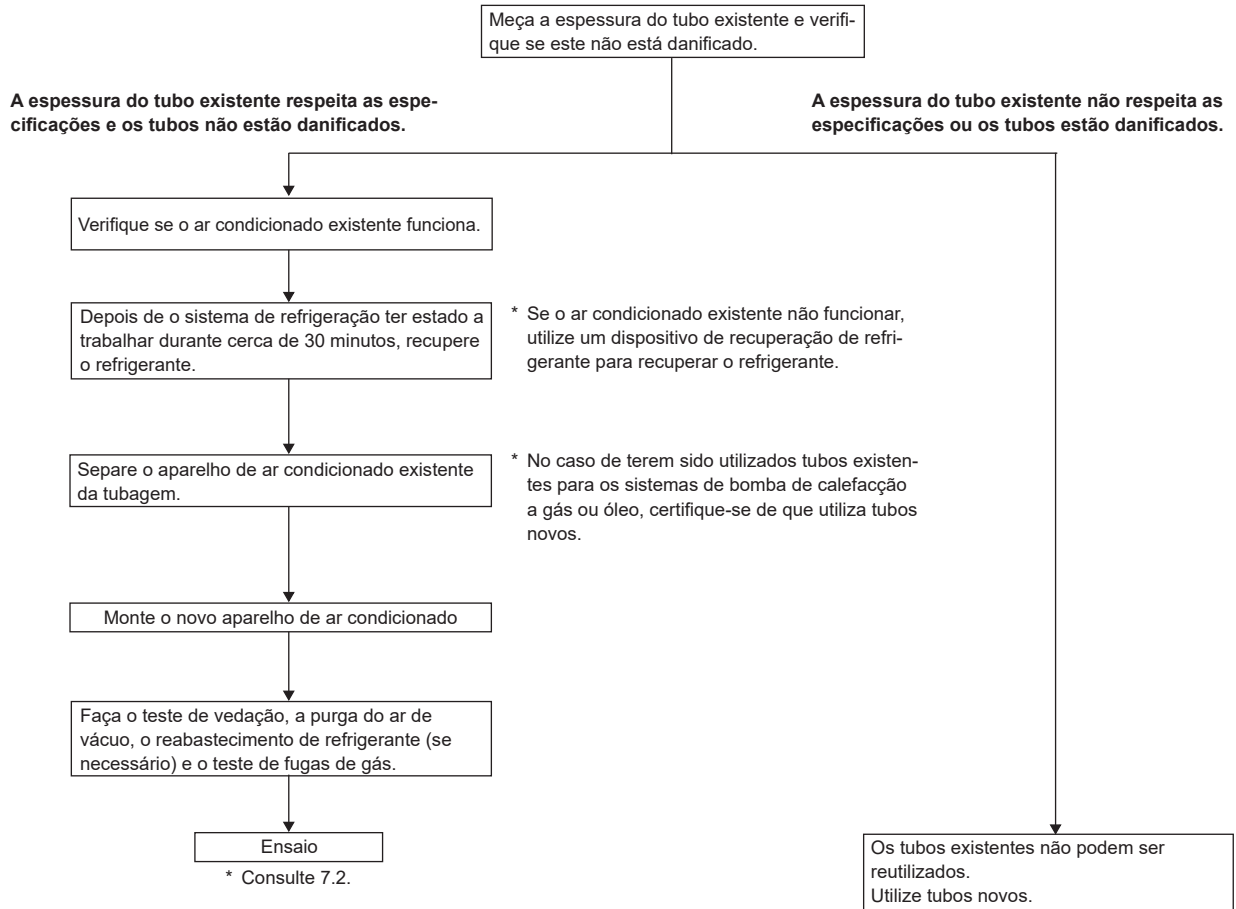 Meça a espessura do tubo existente e verifi-
que se este não está danificado.
A espessura do tubo existente respeita as espe-
cificações e os tubos não estão danificados.
A espessura do tubo existente não respeita as
especificações ou os tubos estão danificados.
Verifique se o ar condicionado existente funciona.
Depois de o sistema de refrigeração ter estado a
trabalhar durante cerca de 30 minutos, recupere
o refrigerante.
* Se o ar condicionado existente não funcionar,
utilize um dispositivo de recuperação de refri-
gerante para recuperar o refrigerante.
Separe o aparelho de ar condicionado existente
da tubagem.
* No caso de terem sido utilizados tubos existen-
tes para os sistemas de bomba de calefacção
a gás ou óleo, certifique-se de que utiliza tubos
novos.
Monte o novo aparelho de ar condicionado
Faça o teste de vedação, a purga do ar de
vácuo, o reabastecimento de refrigerante (se
necessário) e o teste de fugas de gás.
Ensaio
* Consulte 7.2.
Os tubos existentes não podem ser
reutilizados.
Utilize tubos novos.